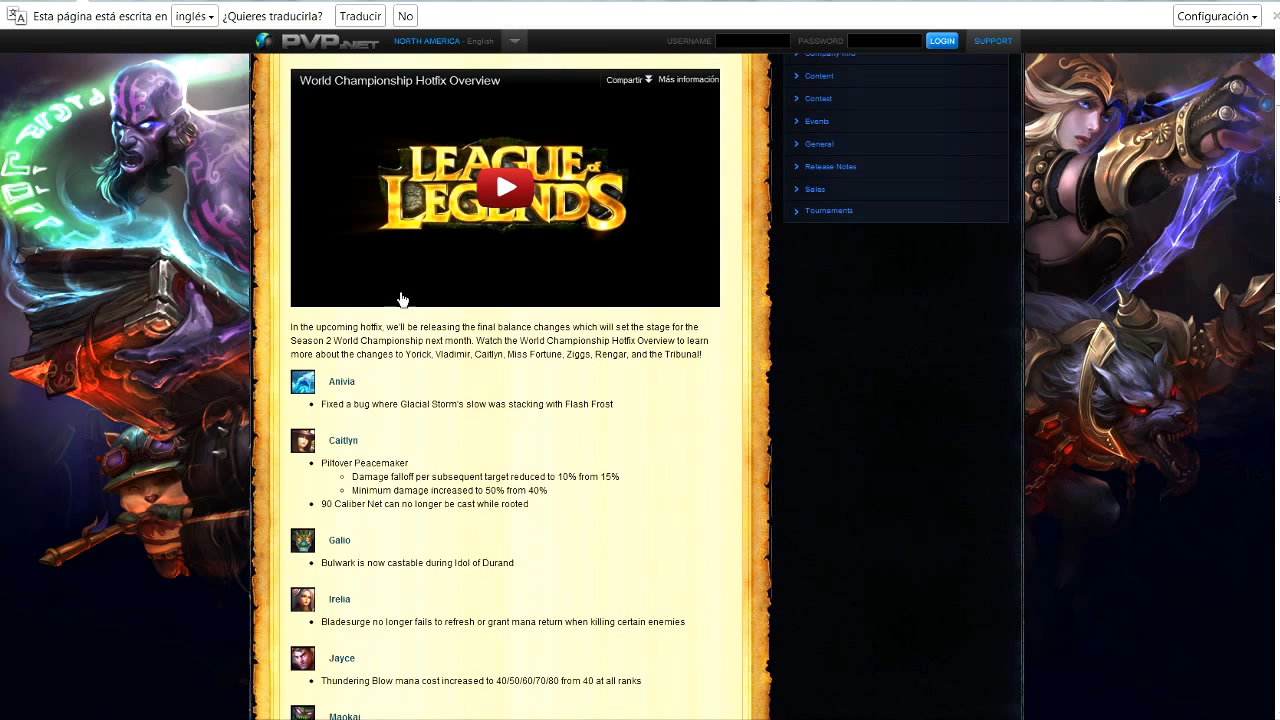 Esta página está escrita en inglés ¿Quieres traducirla? Traducir No Configuración
PVP.NET NORTH AMERICA - English USERNAME PASSWORD LOGIN SUPPORT
Company Info
Content
Contest
Events
General
Release Notes
Sales
Tournaments
World Championship Hotfix Overview Compartir Más información
LEAGUE of
LEGENDS
In the upcoming hotfix, we'll be releasing the final balance changes which will set the stage for the
Season 2 World Championship next month. Watch the World Championship Hotfix Overview to learn
more about the changes to Yorick, Vladimir, Caitlyn, Miss Fortune, Ziggs, Rengar, and the Tribunal!
Anivia
Fixed a bug where Glacial Storm's slow was stacking with Flash Frost
Caitlyn
Piltover Peacemaker
Damage falloff per subsequent target reduced to 10% from 15%
Minimum damage increased to 50% from 40%
90 Caliber Net can no longer be cast while rooted
Galio
Bulwark is now castable during Idol of Durand
Irelia
Bladesurge no longer fails to refresh or grant mana return when killing certain enemies
Jayce
Thundering Blow mana cost increased to 40/50/60/70/80 from 40 at all ranks
Maokai